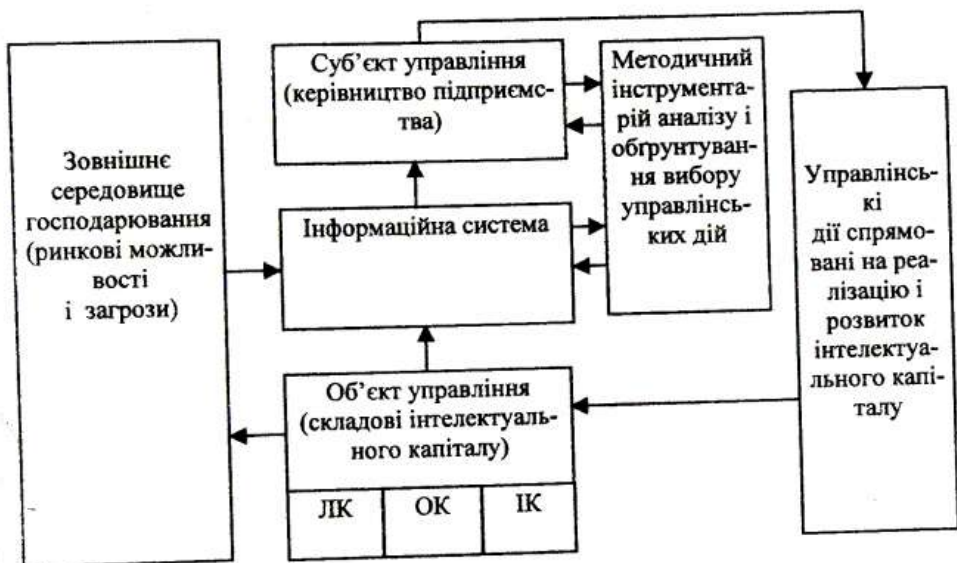 Зовнішнє
середовище
господарювання
(ринкові можли-
вості
і загрози)
Суб’єкт управління
(керівництво підприємс-
тва)
Інформаційна система
Об’єкт управління
(складові інтелектуаль-
ного капіталу)
ЛК
ОК
ІК
Методичний
інструмента-
рій аналізу і
обґрунтуван-
ня вибору
управлінсь-
ких дій
Управлінсь-
кі
дії спрямо-
вані на реа-
лізацію і
розвиток
інтелектуа-
льного капі-
талу